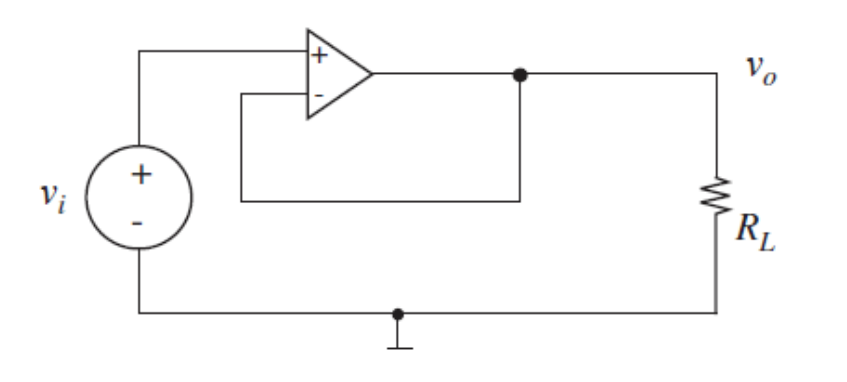 +
v_o
-
+
v_i
-
R_L